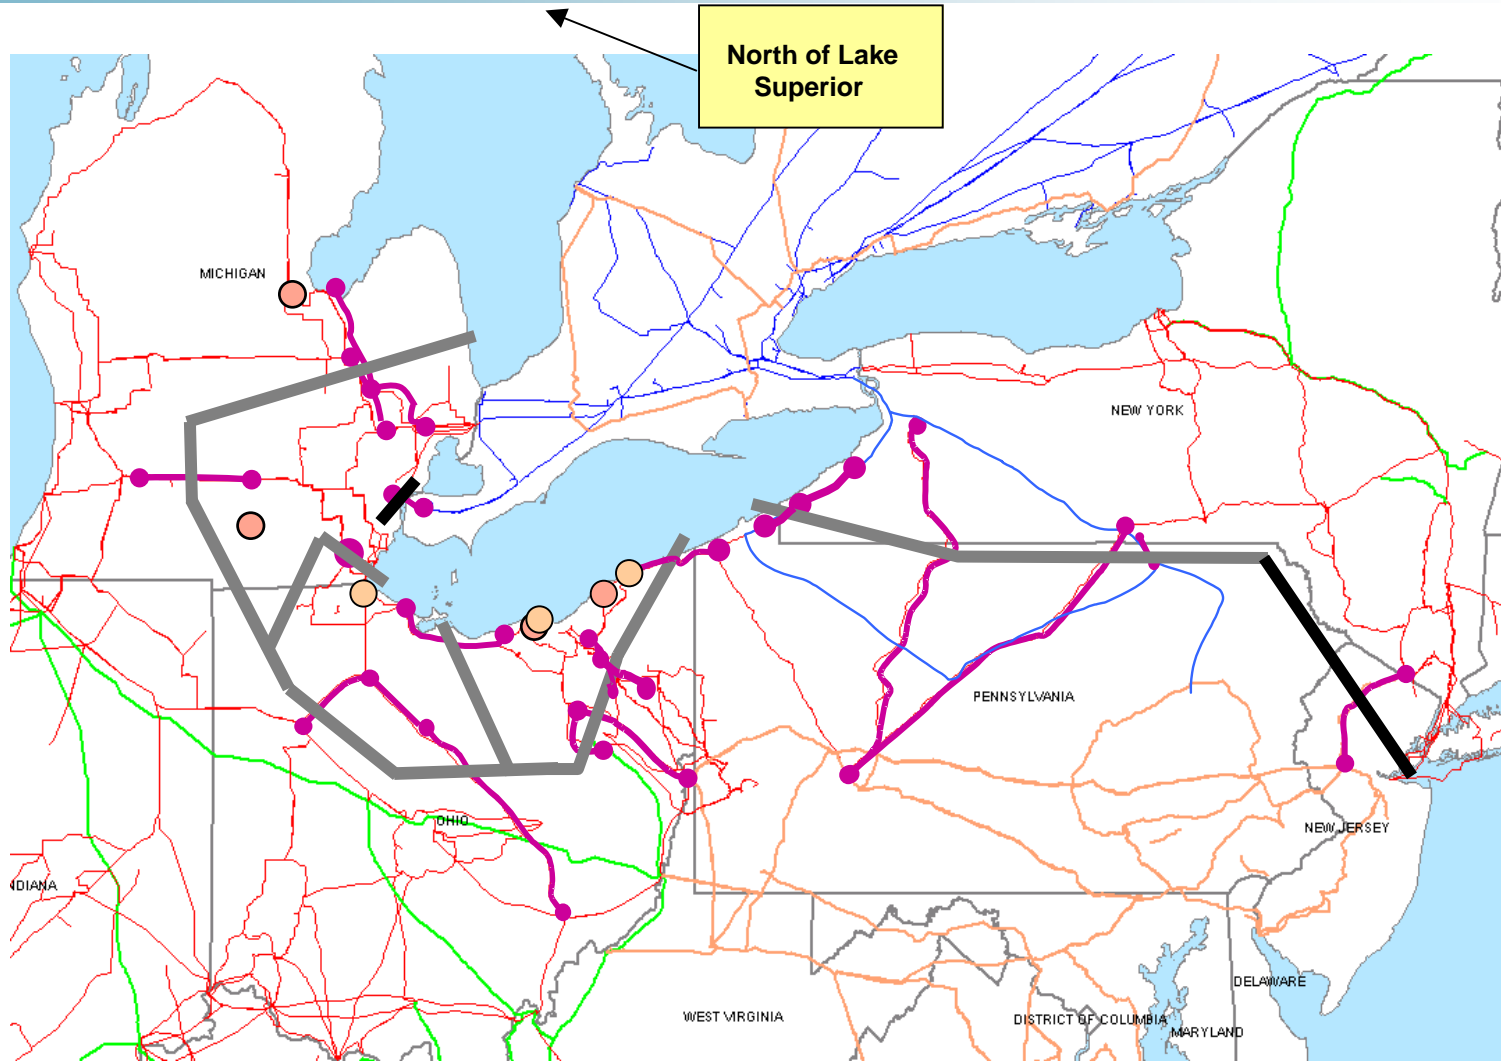 North of Lake
Superior
MICHIGAN
NEW YORK
PENNSYLVANIA
OHIO
NEW JERSEY
NDIANA
DELAWARE
WEST VIRGINIA
DISTRICT OF COLUMBIA
MARYLAND